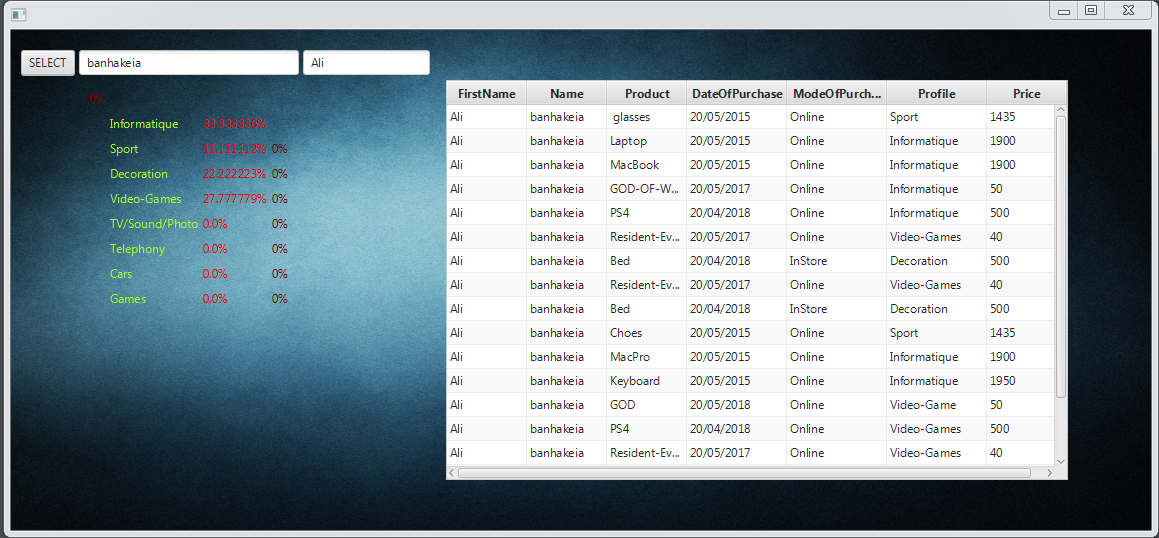 SELECT banhakeia Ali
0%
Informatique 33.333336%
Sport 11.111112% 0%
Decoration 22.222223% 0%
Video-Games 27.777779% 0%
TV/Sound/Photo 0.0% 0%
Telephony 0.0% 0%
Cars 0.0% 0%
Games 0.0% 0%
FirstName Name Product DateOfPurchase ModeOfPurch... Profile Price
Ali banhakeia glasses 20/05/2015 Online Sport 1435
Ali banhakeia Laptop 20/05/2015 Online Informatique 1900
Ali banhakeia MacBook 20/05/2015 Online Informatique 1900
Ali banhakeia GOD-OF-W... 20/05/2017 Online Informatique 50
Ali banhakeia PS4 20/04/2018 Online Informatique 500
Ali banhakeia Resident-Ev... 20/05/2017 Online Video-Games 40
Ali banhakeia Bed 20/04/2018 InStore Decoration 500
Ali banhakeia Resident-Ev... 20/05/2017 Online Video-Games 40
Ali banhakeia Bed 20/04/2018 InStore Decoration 500
Ali banhakeia Choes 20/05/2015 Online Sport 1435
Ali banhakeia MacPro 20/05/2015 Online Informatique 1900
Ali banhakeia Keyboard 20/05/2015 Online Informatique 1950
Ali banhakeia GOD 20/05/2018 Online Video-Game 50
Ali banhakeia PS4 20/04/2018 Online Video-Games 500
Ali banhakeia Resident-Ev... 20/05/2017 Online Video-Games 40